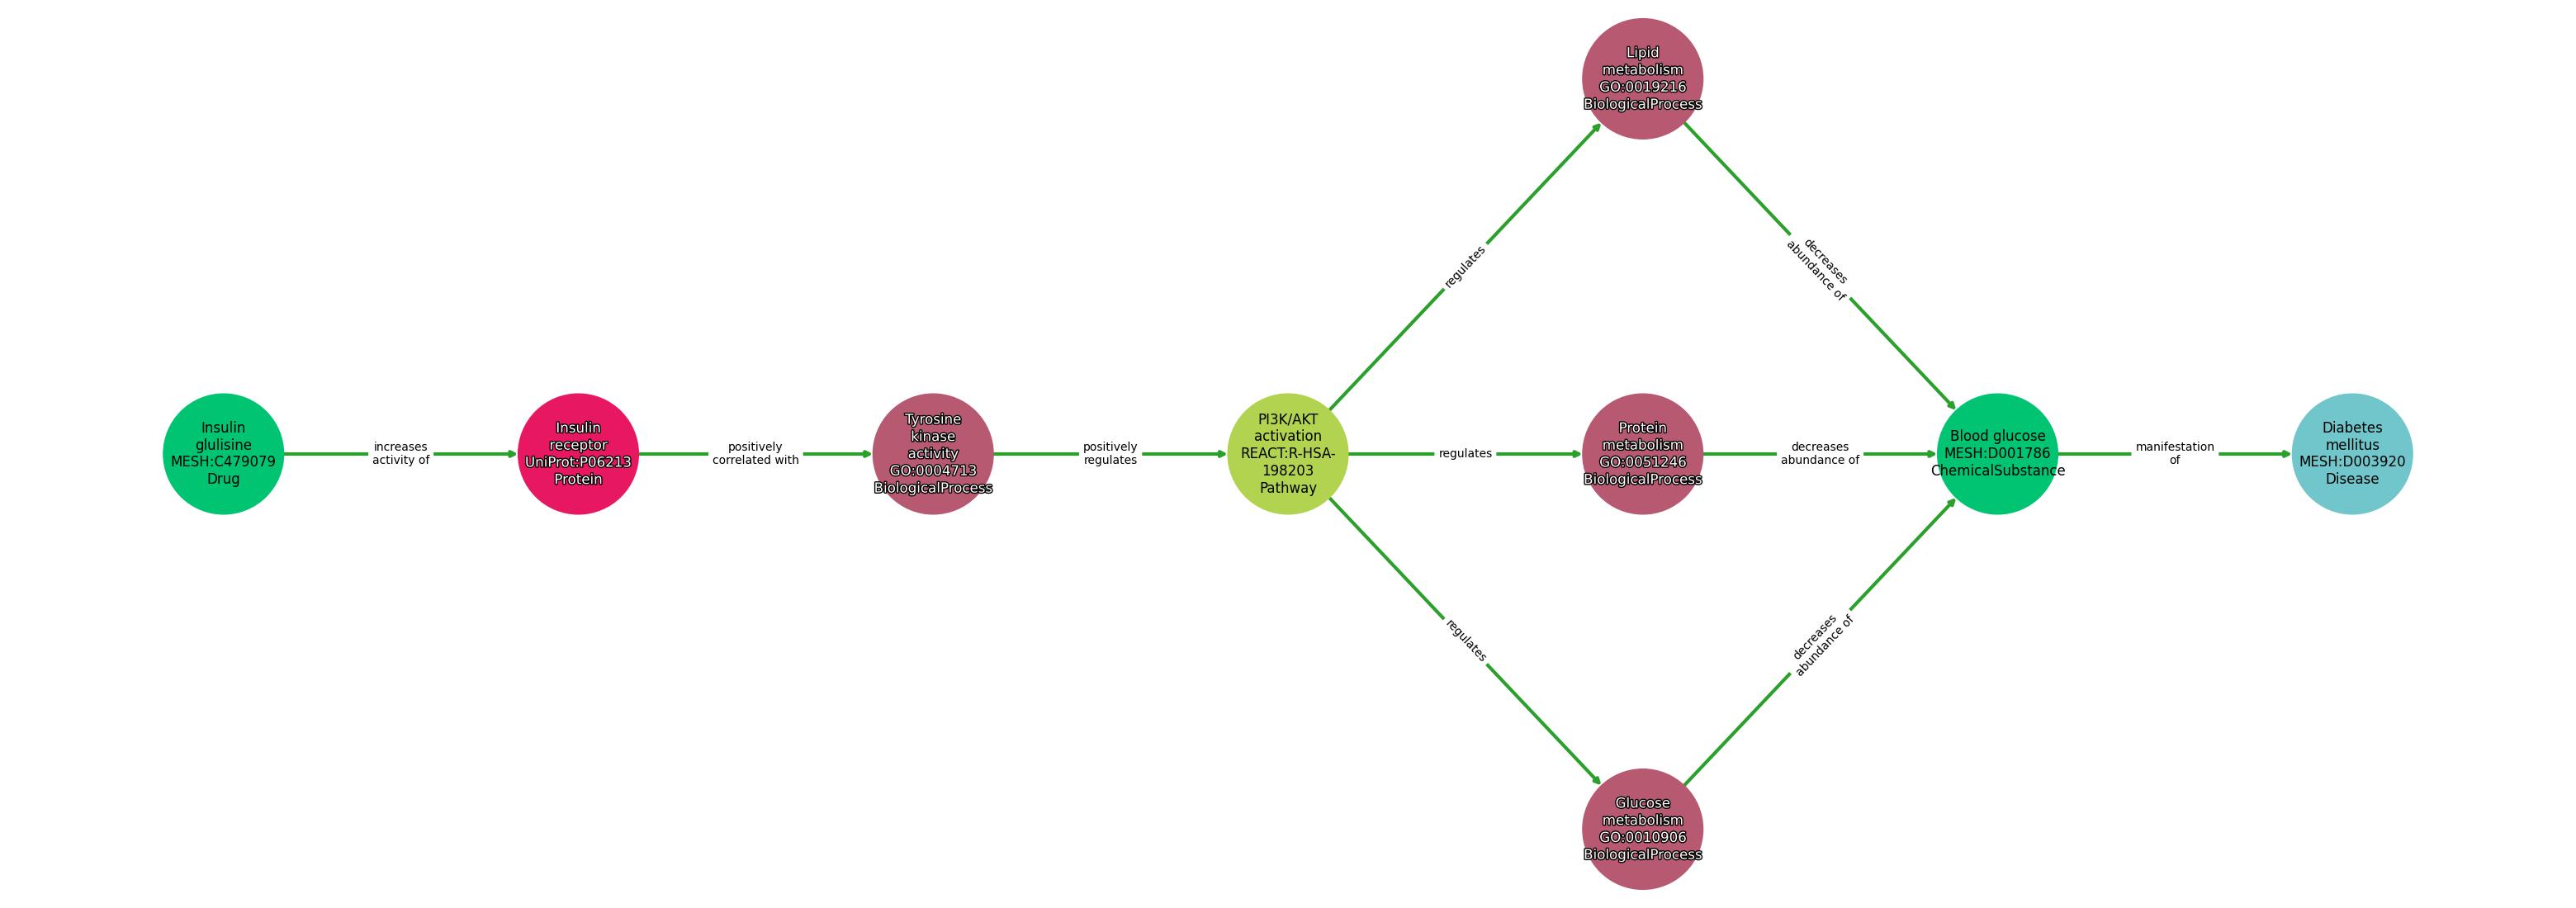 Lipid
metabolism
GO:0019216
BiologicalProcess
regulates
decreases
abundance of
Insulin
glulisine
MESH:C479079
Drug
increases
activity of
Insulin
receptor
UniProt:P06213
Protein
positively
correlated with
Tyrosine
kinase
activity
GO:0004713
BiologicalProcess
positively
regulates
PI3K/AKT
activation
REACT:R-HSA-
198203
Pathway
regulates
Protein
metabolism
GO:0051246
BiologicalProcess
decreases
abundance of
Blood glucose
MESH:D001786
ChemicalSubstance
manifestation
of
Diabetes
mellitus
MESH:D003920
Disease
regulates
decreases
abundance of
Glucose
metabolism
GO:0010906
BiologicalProcess